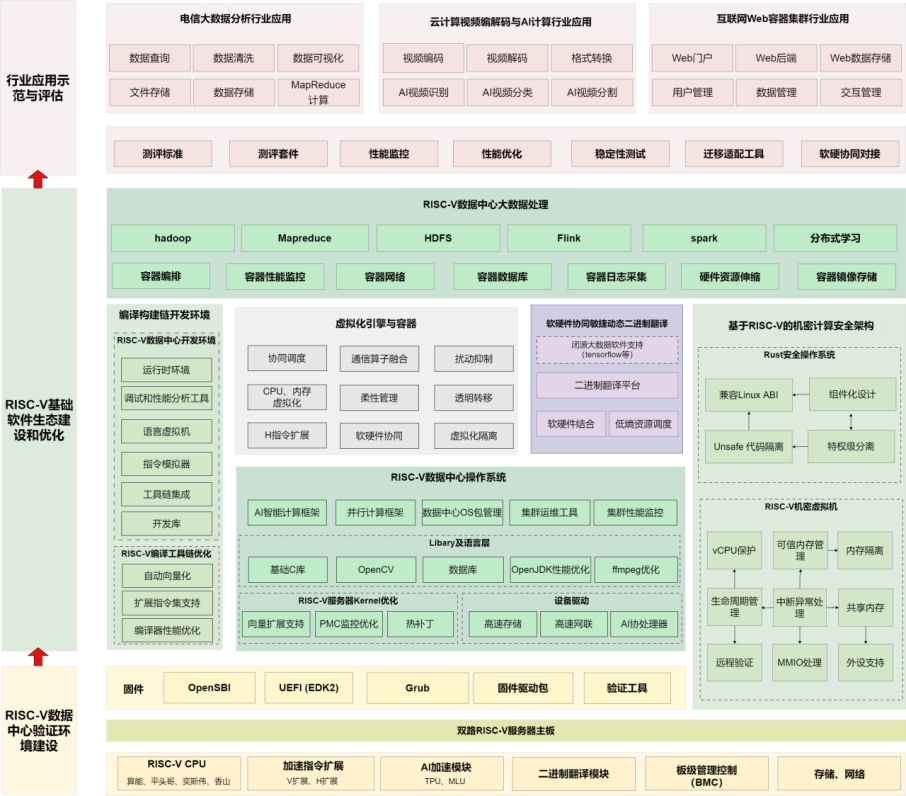 行业应用示
范与评估
电信大数据分析行业应用
数据查询
数据清洗
数据可视化
文件存储
数据存储
MapReduce
计算
云计算视频编解码与AI计算行业应用
视频编码
视频解码
格式转换
AI视频识别
AI视频分类
AI视频分割
互联网Web容器集群行业应用
Web门户
Web后端
Web数据存储
用户管理
数据管理
交互管理
测评标准
测评套件
性能监控
性能优化
稳定性测试
迁移适配工具
软硬协同对接
RISC-V基础
软件生态建
设和优化
RISC-V数据中心大数据处理
hadoop
Mapreduce
HDFS
Flink
spark
分布式学习
容器编排
容器性能监控
容器网络
容器数据库
容器日志采集
硬件资源伸缩
容器镜像存储
编译构建链开发环境
RISC-V数据中心开发环境
运行时环境
调试和性能分析工具
语言虚拟机
指令模拟器
工具链集成
开发库
RISC-V编译工具链优化
自动向量化
扩展指令集支持
编译器性能优化
虚拟化引擎与容器
协同调度
通信算子融合
扰动抑制
CPU、内存
虚拟化
柔性管理
透明转移
H指令扩展
软硬件协同
虚拟化隔离
软硬件协同敏捷动态二进制翻译
闭源大数据软件支持
（tensorflow等）
二进制翻译平台
软硬件结合
低熵资源调度
RISC-V数据中心操作系统
AI智能计算框架
并行计算框架
数据中心OS包管理
集群运维工具
集群性能监控
Libary及语言层
基础C库
OpenCV
数据库
OpenJDK性能优化
ffmpeg优化
RISC-V服务器Kernel优化
向量扩展支持
PMC监控优化
热补丁
设备驱动
高速存储
高速网联
AI协处理器
基于RISC-V的机密计算安全架构
Rust安全操作系统
兼容Linux ABI
组件化设计
Unsafe 代码隔离
特权级分离
RISC-V机密虚拟机
vCPU保护
可信内存管
理
内存隔离
生命周期管
理
中断异常处
理
共享内存
远程验证
MMIO处理
外设支持
RISC-V数据
中心验证环
境建设
固件
OpenSBI
UEFI (EDK2)
Grub
固件驱动包
验证工具
双路RISC-V服务器主板
RISC-V CPU
算能、平头哥、奕斯伟、香山
加速指令扩展
V扩展、H扩展
AI加速模块
TPU、MLU
二进制翻译模块
板级管理控制
（BMC）
存储、网络